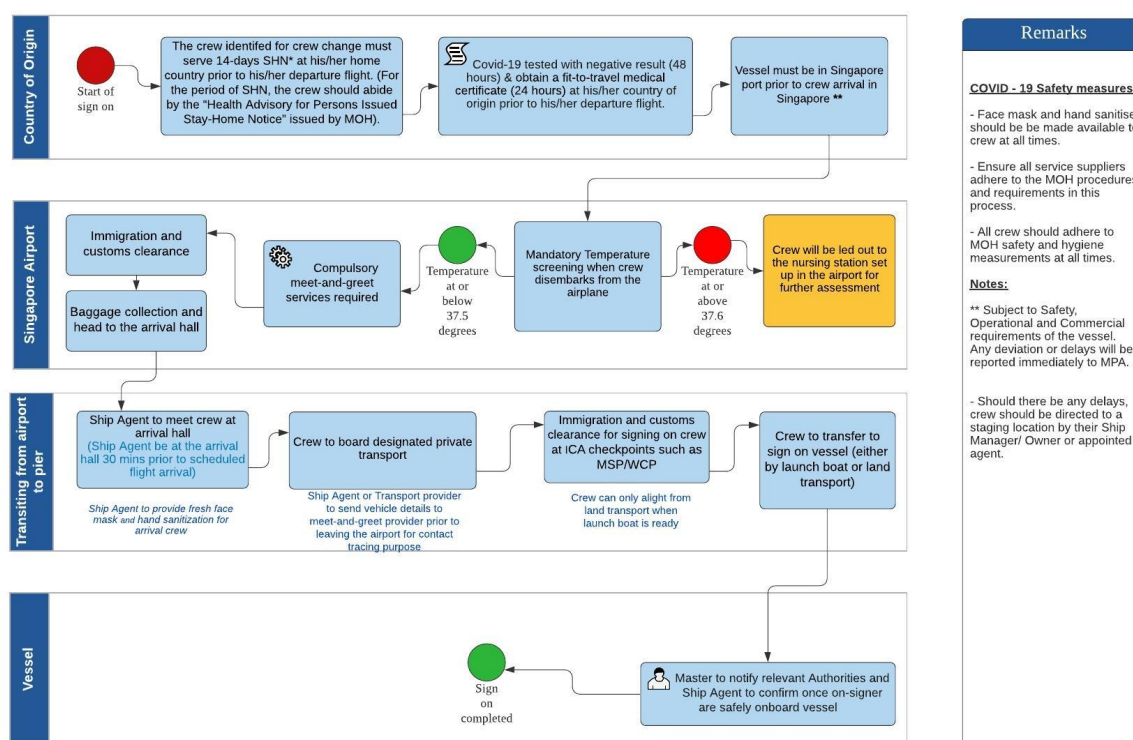 Country of Origin
Start of
sign on
The crew identifed for crew change must
serve 14-days SHN* at his/her home
country prior to his/her departure flight. (For
the period of SHN, the crew should abide
by the "Health Advisory for Persons Issued
Stay-Home Notice" issued by MOH).
Covid-19 tested with negative result (48
hours) & obtain a fit-to-travel medical
certificate (24 hours) at his/her country of
origin prior to his/her departure flight.
Vessel must be in Singapore
port prior to crew arrival in
Singapore **
Singapore Airport
Mandatory Temperature
screening when crew
disembarks from the
airplane
Temperature
at or
above
37.6
degrees
Crew will be led out to
the nursing station set
up in the airport for
further assessment
Temperature
at or
below
37.5
degrees
Compulsory
meet-and-greet
services required
Immigration and
customs clearance
Baggage collection and
head to the arrival hall
Transiting from airport
to pier
Ship Agent to meet crew at
arrival hall
(Ship Agent be at the arrival
hall 30 mins prior to scheduled
flight arrival)
Ship Agent to provide fresh face
mask and hand sanitization for
arrival crew
Crew to board designated private
transport
Ship Agent or Transport provider
to send vehicle details to
meet-and-greet provider prior to
leaving the airport for contact
tracing purpose
Immigration and customs
clearance for signing on crew
at ICA checkpoints such as
MSP/WCP
Crew can only alight from
land transport when
launch boat is ready
Crew to transfer to
sign on vessel (either
by launch boat or land
transport)
Vessel
Master to notify relevant Authorities and
Ship Agent to confirm once on-signer
are safely onboard vessel
Sign
on
completed
Remarks
COVID - 19 Safety measures
- Face mask and hand sanitise
should be be made available t
crew at all times.
- Ensure all service suppliers
adhere to the MOH procedures
and requirements in this
process.
- All crew should adhere to
MOH safety and hygiene
measurements at all times.
Notes:
** Subject to Safety,
Operational and Commercial
requirements of the vessel.
Any deviation or delays will be
reported immediately to MPA.
- Should there be any delays,
crew should be directed to a
staging location by their Ship
Manager/ Owner or appointed
agent.